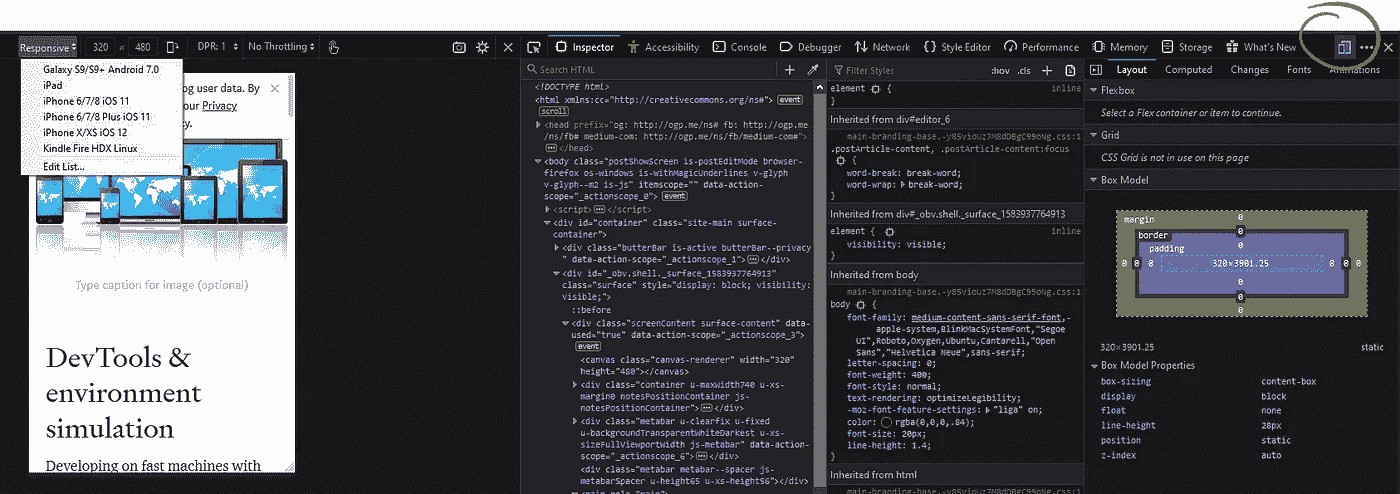 Responsive 320 × 480 DPR: 1 No Throttling
Galaxy S9/S9+ Android 7.0
iPad
iPhone 6/7/8 iOS 11
iPhone 6/7/8 Plus iOS 11
iPhone X/XS iOS 12
Kindle Fire HDX Linux
Edit List...
og user data. By
our Privacy
y.
Type caption for image (optional)
DevTools &
environment
simulation
Developing on fast machines with
Inspector Accessibility Console Debugger Network Style Editor Performance Memory Storage What's New
Search HTML
<!DOCTYPE html>
<html xmlns:cc="http://creativecommons.org/ns#"> event
scroll
<head prefix="og: http://ogp.me/ns# fb: http://ogp.me
/ns/fb# medium-com: http://ogp.me/ns/fb/medium-com#">
</head>
<body class="postShowScreen is-postEditMode browser-
firefox os-windows is-withMagicUnderlines v-glyph
v-glyph--m2 is-js" itemscope="" data-action-
scope="_actionscope_0"> event
<script></script>
<div id="container" class="site-main surface-
container">
<div class="butterBar is-active butterBar--privacy
" data-action-scope="_actionscope_1"></div>
<div id="_obv.shell._surface_1583937764913"
class="surface" style="display: block; visibility:
visible;">
::before
<div class="screenContent surface-content" data-
used="true" data-action-scope="_actionscope_3">
event
<canvas class="canvas-renderer" width="320"
height="480"></canvas>
<div class="container u-maxWidth740 u-xs-
margin0 notesPositionContainer js-
notesPositionContainer"></div>
<div class="metabar u-clearfix u-fixed
u-backgroundTransparentWhiteDarkest u-xs-
sizeFullViewportWidth js-metabar" data-action-
scope="_actionscope_6"></div>
<div class="metabar metabar--spacer js-
metabarSpacer u-height65 u-xs-height56"></div>
<main role="main"
Filter Styles :hov .cls
element { inline
}
Inherited from div#editor_6
.postArticle-content, .postArticle-content:focus
{
word-break: break-word;
word-wrap: break-word;
}
Inherited from div#_obv.shell._surface_1583937764913
element { inline
visibility: visible;
}
Inherited from body
body {
font-family: medium-content-sans-serif-font,-
apple-system,BlinkMacSystemFont,"Segoe
UI",Roboto,Oxygen,Ubuntu,Cantarell,"Open
Sans","Helvetica Neue",sans-serif;
letter-spacing: 0;
font-weight: 400;
font-style: normal;
text-rendering: optimizeLegibility;
-moz-font-feature-settings: "liga" on;
color: rgba(0,0,0,.84);
font-size: 20px;
line-height: 1.4;
}
Inherited from html
Layout Computed Changes Fonts Animations
Flexbox
Select a Flex container or item to continue.
Grid
CSS Grid is not in use on this page
Box Model
margin 0
border 0
padding 0
0 0 0 320×3901.25 0 0 0
0
0
0
320×3901.25 static
Box Model Properties
box-sizing content-box
display block
float none
line-height 28px
position static
z-index auto